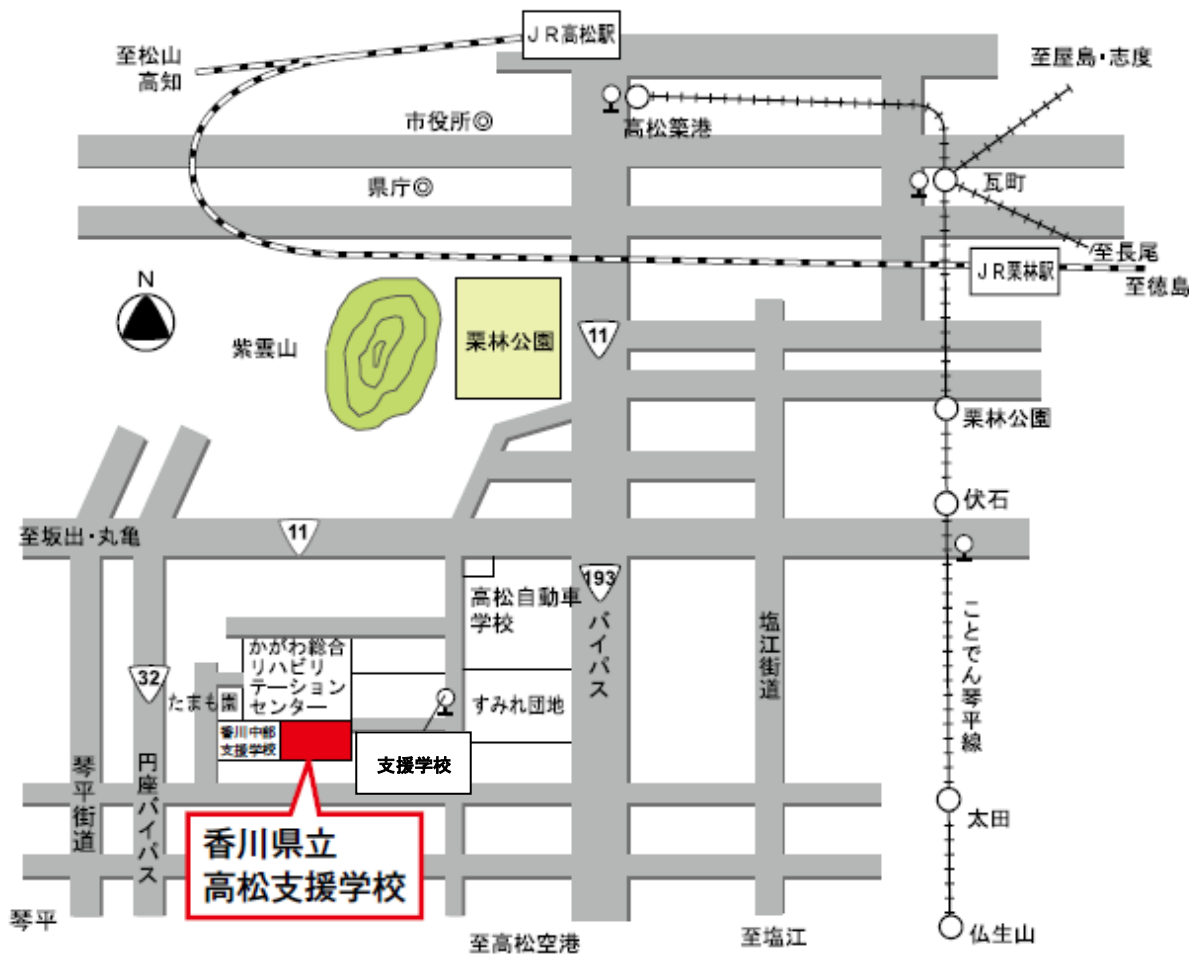 JR高松駅
至松山
高知
至屋島・志度
市役所◎
高松築港
県庁◎
瓦町
至長尾
JR栗林駅
至徳島
N
紫雲山
栗林公園
11
栗林公園
伏石
至坂出・丸亀
11
193
高松自動車
学校
バイパス
塩江街道
ことでん琴平線
かがわ総合
リハビリ
テーション
センター
32
たまも園
すみれ団地
香川中部
支援学校
支援学校
琴平街道
円座バイパス
太田
香川県立
高松支援学校
琴平
至高松空港
至塩江
仏生山